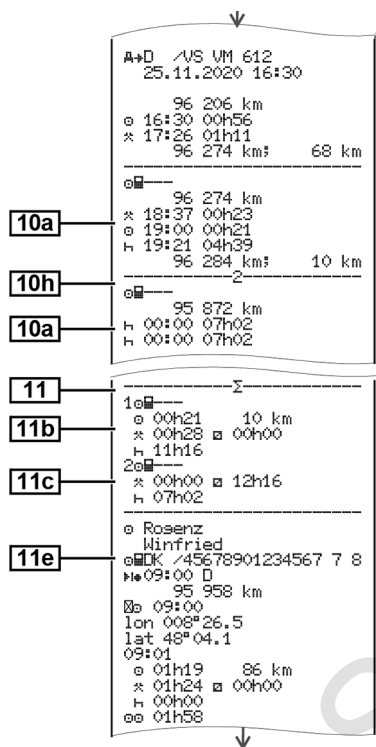 A→D /VS VM 612
25.11.2020 16:30
96 206 km
16:30 00h56
17:26 01h11
96 274 km; 68 km
---
96 274 km
10a
18:37 00h23
19:00 00h21
19:21 04h39
96 284 km; 10 km
10h
2
---
95 872 km
10a
00:00 07h02
00:00 07h02
11
Σ
1 ---
11b
00h21 10 km
00h28 00h00
11h16
2 ---
11c
00h00 12h16
07h02
Rogenz
Winfried
11e
DK /45678901234567 7 8
09:00 D
95 958 km
09:00
lon 008°26.5
lat 48°04.1
09:01
01h19 86 km
01h24 00h00
00h00
01h58